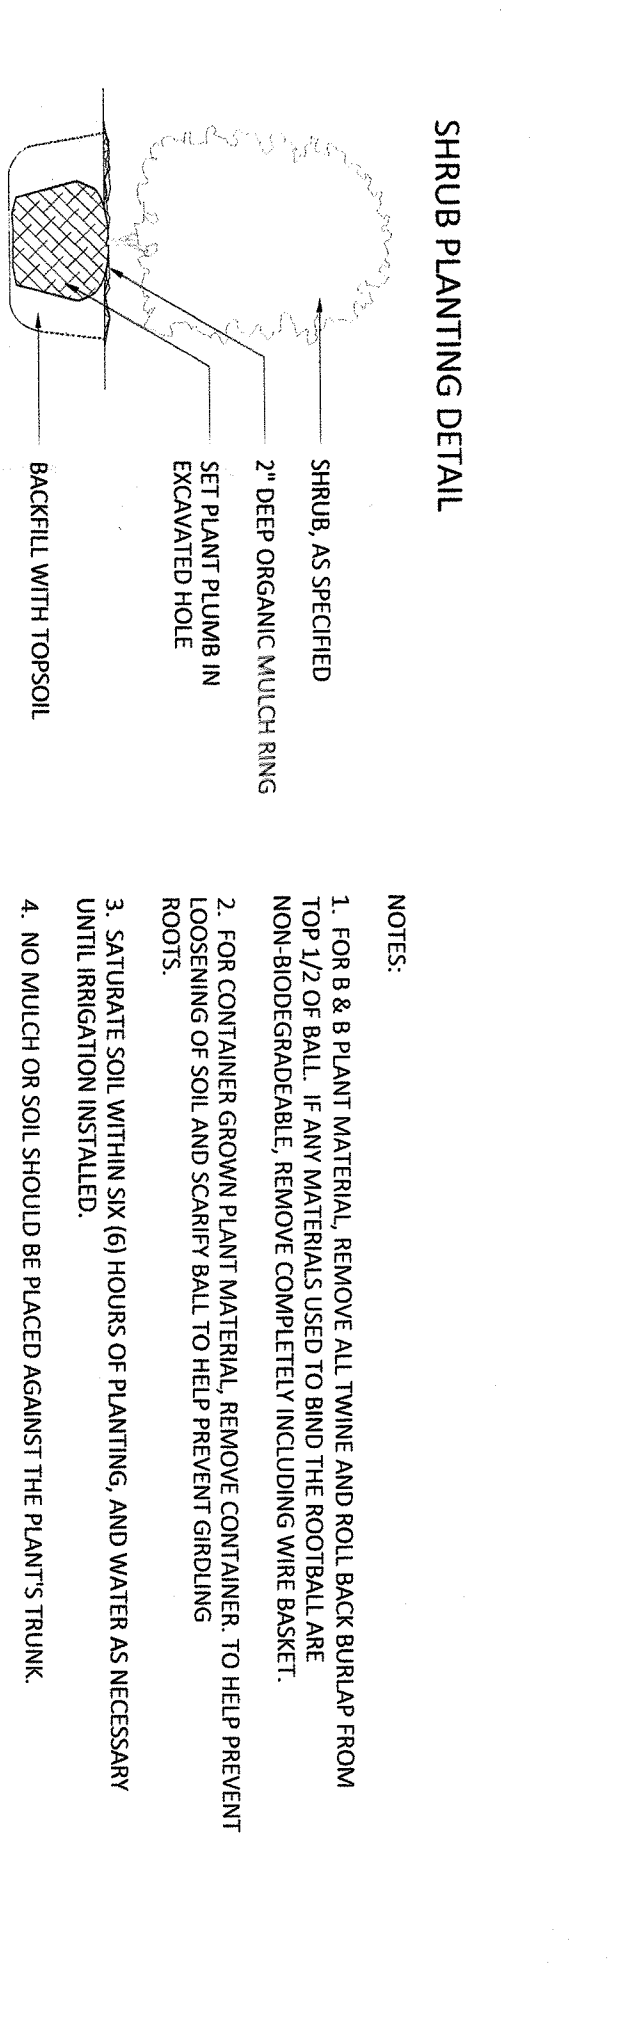 SHRUB PLANTING DETAIL
SHRUB, AS SPECIFIED
2" DEEP ORGANIC MULCH RING
SET PLANT PLUMB IN
EXCAVATED HOLE
BACKFILL WITH TOPSOIL
NOTES:
1. FOR B & B PLANT MATERIAL, REMOVE ALL TWINE AND ROLL BACK BURLAP FROM
TOP 1/2 OF BALL. IF ANY MATERIALS USED TO BIND THE ROOTBALL ARE
NON-BIODEGRADEABLE, REMOVE COMPLETELY INCLUDING WIRE BASKET.
2. FOR CONTAINER GROWN PLANT MATERIAL, REMOVE CONTAINER. TO HELP PREVENT
LOOSENING OF SOIL AND SCARIFY BALL TO HELP PREVENT GIRDLING
ROOTS.
3. SATURATE SOIL WITHIN SIX (6) HOURS OF PLANTING, AND WATER AS NECESSARY
UNTIL IRRIGATION INSTALLED.
4. NO MULCH OR SOIL SHOULD BE PLACED AGAINST THE PLANT'S TRUNK.